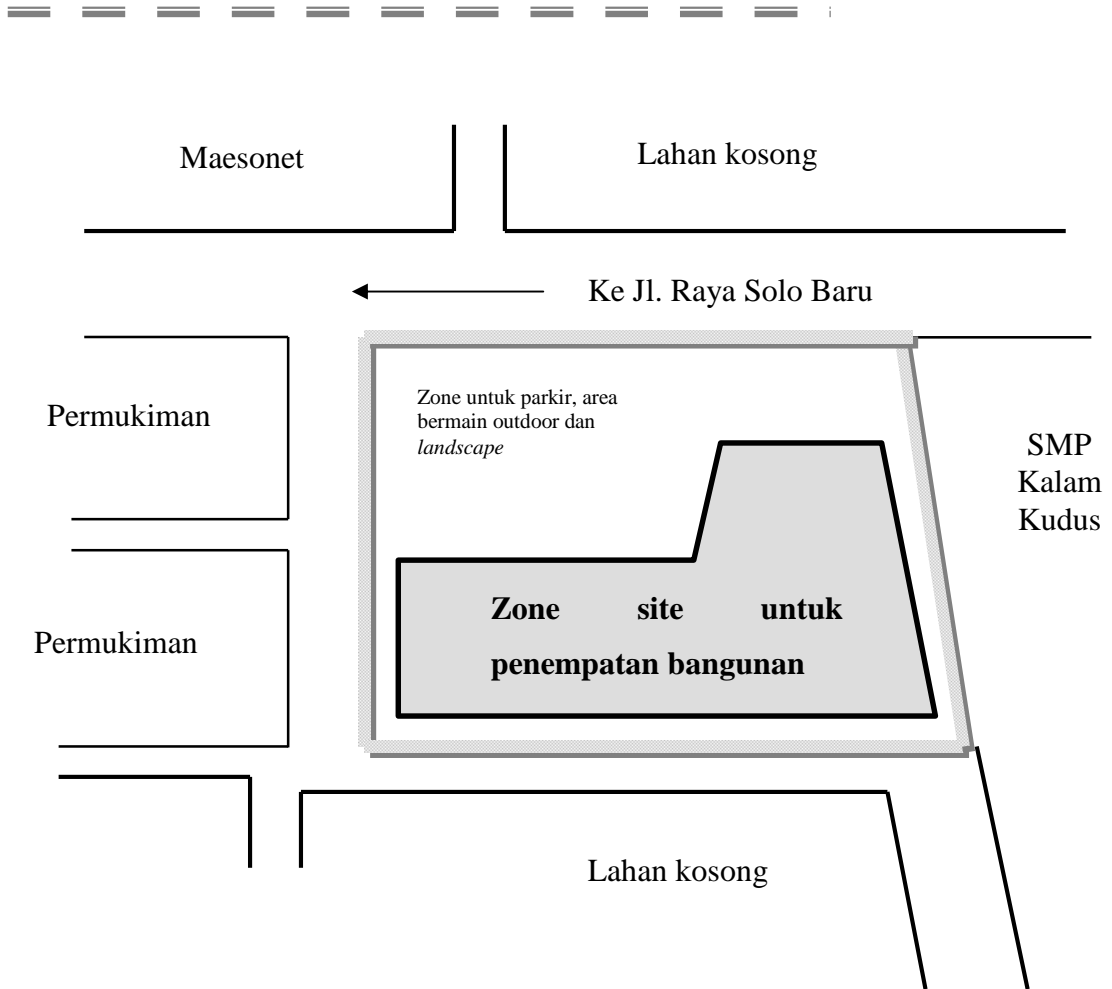 Maesonet
Lahan kosong
Ke Jl. Raya Solo Baru
Zone untuk parkir, area
bermain outdoor dan
landscape
Permukiman
SMP
Kalam
Kudus
Zone site untuk
penempatan bangunan
Permukiman
Lahan kosong